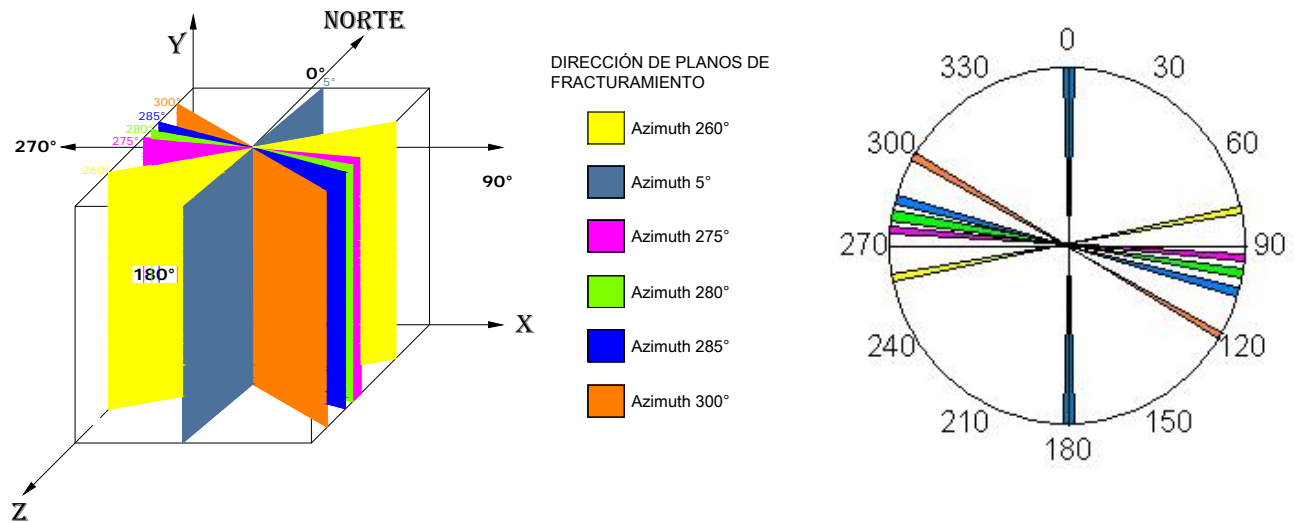 NORTE
Y
0°
5°
300°
285°
280°
275°
270°
260°
90°
180°
X
Z
DIRECCIÓN DE PLANOS DE
FRACTURAMIENTO
Azimuth 260°
Azimuth 5°
Azimuth 275°
Azimuth 280°
Azimuth 285°
Azimuth 300°
0
330
30
300
60
270
90
240
120
210
150
180